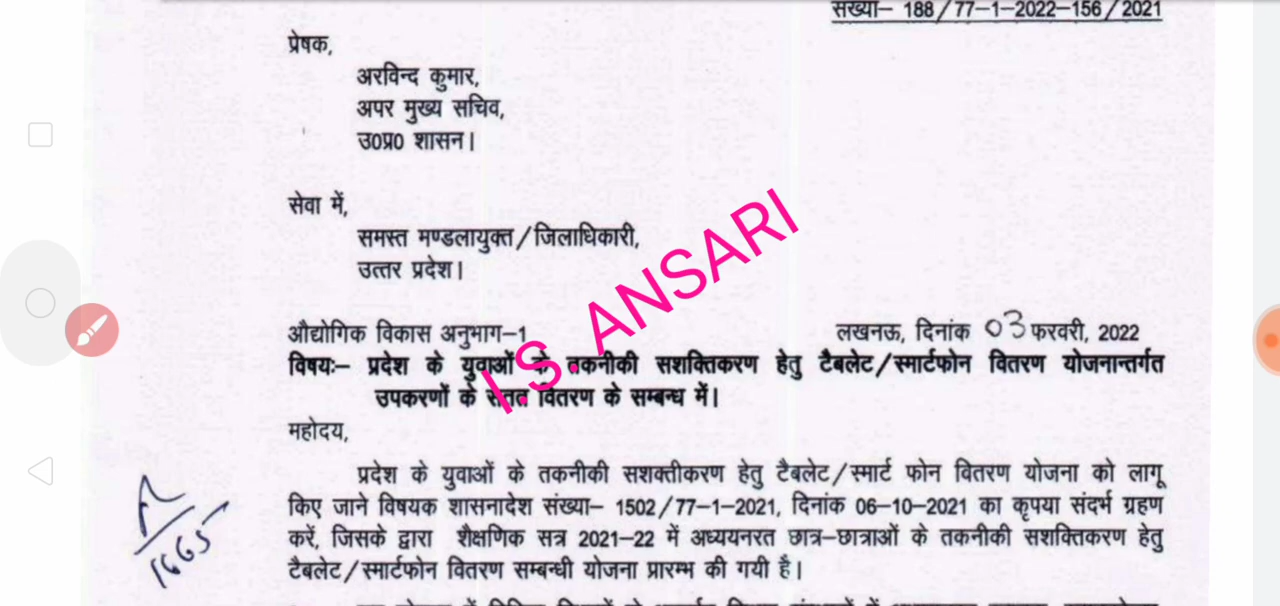 संख्या– 188/77-1-2022-156/2021
प्रेषक,
अरविन्द कुमार,
अपर मुख्य सचिव,
उ0प्र0 शासन।
सेवा में,
समस्त मण्डलायुक्त/जिलाधिकारी,
उत्तर प्रदेश।
औद्योगिक विकास अनुभाग–1
लखनऊ, दिनांक 03 फरवरी, 2022
विषयः– प्रदेश के युवाओं के तकनीकी सशक्तिकरण हेतु टैबलेट/स्मार्टफोन वितरण योजनान्तर्गत
उपकरणों के सतत वितरण के सम्बन्ध में।
I.S. ANSARI
महोदय,
प्रदेश के युवाओं के तकनीकी सशक्तीकरण हेतु टैबलेट/स्मार्ट फोन वितरण योजना को लागू
किए जाने विषयक शासनादेश संख्या– 1502/77-1-2021, दिनांक 06-10-2021 का कृपया संदर्भ ग्रहण
करें, जिसके द्वारा शैक्षणिक सत्र 2021–22 में अध्ययनरत छात्र–छात्राओं के तकनीकी सशक्तिकरण हेतु
टैबलेट/स्मार्टफोन वितरण सम्बन्धी योजना प्रारम्भ की गयी है।
1665